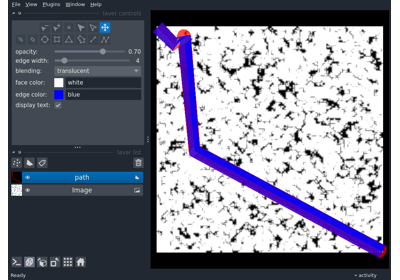 File View Plugins Window Help
layer controls
opacity: 0.70
edge width: 4
blending: translucent
face color: white
edge color: blue
display text:
layer list
path
Image
Ready
activity